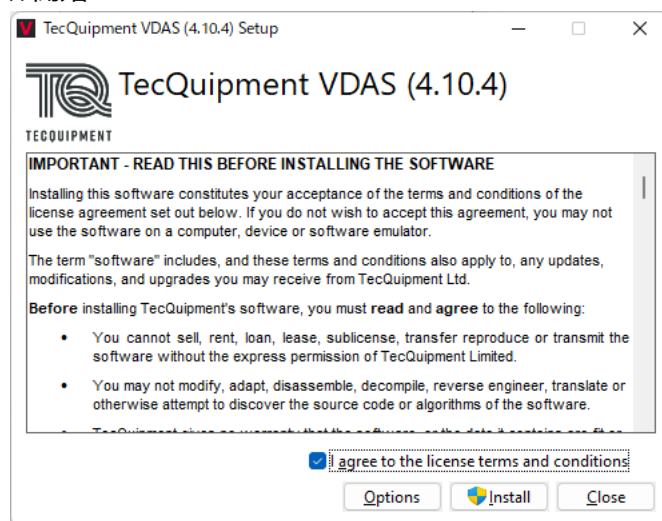 TecQuipment VDAS (4.10.4) Setup
TQ TecQuipment VDAS (4.10.4)
TECQUIPMENT
IMPORTANT - READ THIS BEFORE INSTALLING THE SOFTWARE
Installing this software constitutes your acceptance of the terms and conditions of the
license agreement set out below. If you do not wish to accept this agreement, you may not
use the software on a computer, device or software emulator.
The term "software" includes, and these terms and conditions also apply to, any updates,
modifications, and upgrades you may receive from TecQuipment Ltd.
Before installing TecQuipment's software, you must read and agree to the following:
• You cannot sell, rent, loan, lease, sublicense, transfer reproduce or transmit the
software without the express permission of TecQuipment Limited.
• You may not modify, adapt, disassemble, decompile, reverse engineer, translate or
otherwise attempt to discover the source code or algorithms of the software.
I agree to the license terms and conditions
Options Install Close